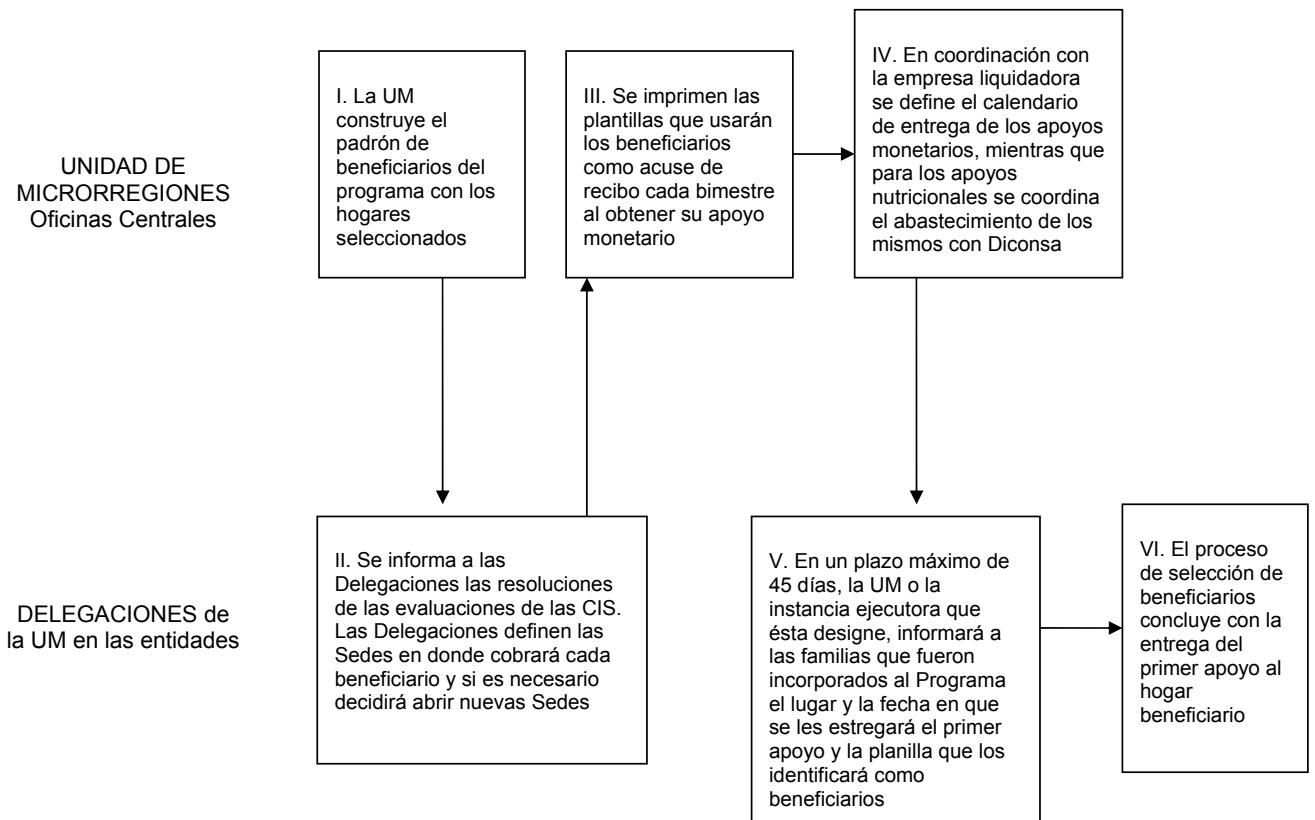 UNIDAD DE
MICRORREGIONES
Oficinas Centrales
I. La UM
construye el
padrón de
beneficiarios del
programa con los
hogares
seleccionados
III. Se imprimen las
plantillas que usarán
los beneficiarios
como acuse de
recibo cada bimestre
al obtener su apoyo
monetario
IV. En coordinación con
la empresa liquidadora
se define el calendario
de entrega de los apoyos
monetarios, mientras que
para los apoyos
nutricionales se coordina
el abastecimiento de los
mismos con Diconsa
DELEGACIONES de
la UM en las entidades
II. Se informa a las
Delegaciones las resoluciones
de las evaluaciones de las CIS.
Las Delegaciones definen las
Sedes en donde cobrará cada
beneficiario y si es necesario
decidirá abrir nuevas Sedes
V. En un plazo máximo de
45 días, la UM o la
instancia ejecutora que
ésta designe, informará a
las familias que fueron
incorporados al Programa
el lugar y la fecha en que
se les estregará el primer
apoyo y la planilla que los
identificará como
beneficiarios
VI. El proceso
de selección de
beneficiarios
concluye con la
entrega del
primer apoyo al
hogar
beneficiario